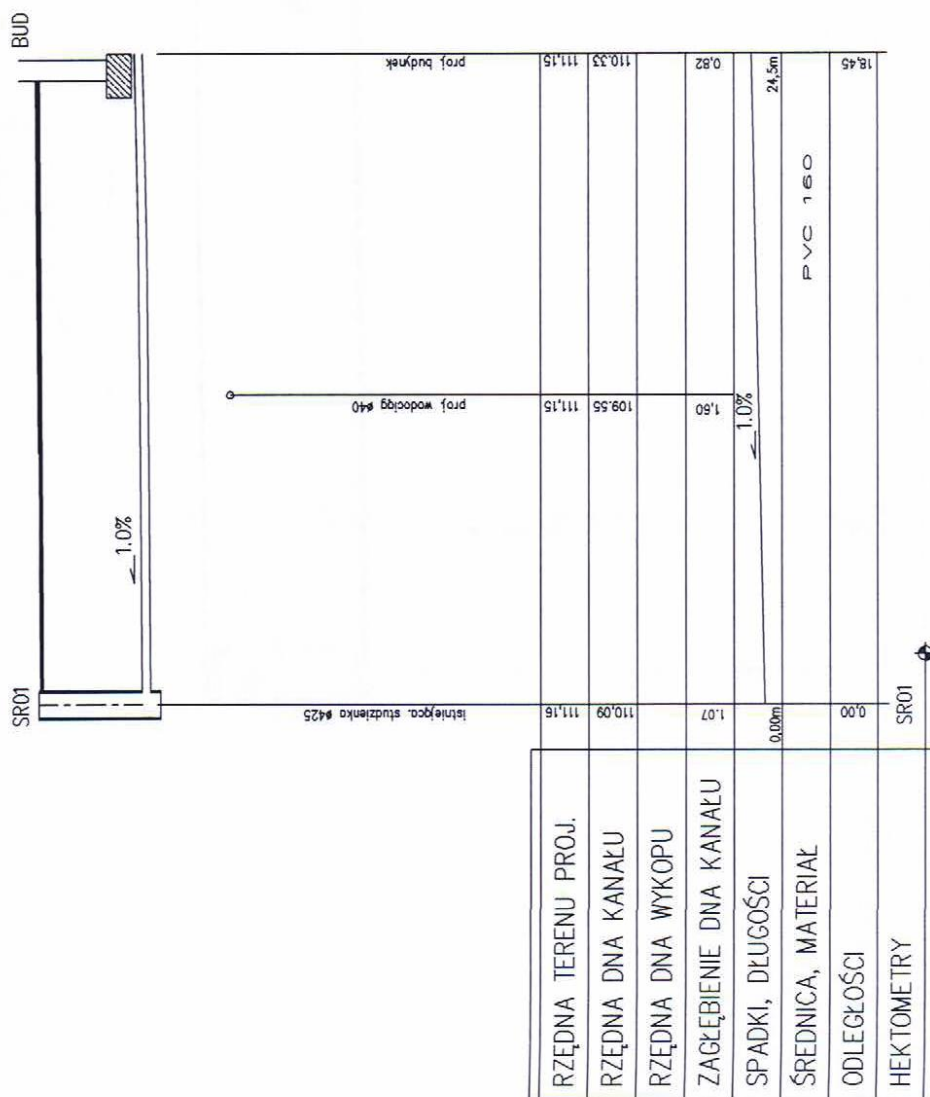 SR01
BUD
1.0%
istniejąca. studzienka ø425
proj wodociąg ø40
proj budynek
RZĘDNA TERENU PROJ.
111,16
111,15
111,15
RZĘDNA DNA KANAŁU
110,09
109.55
110.33
RZĘDNA DNA WYKOPU
ZAGŁĘBIENIE DNA KANAŁU
1.07
1,60
0,82
SPADKI, DŁUGOŚCI
0,00m
1.0%
24,5m
ŚREDNICA, MATERIAŁ
PVC 160
ODLEGŁOŚCI
0,00
18,45
HEKTOMETRY
SR01